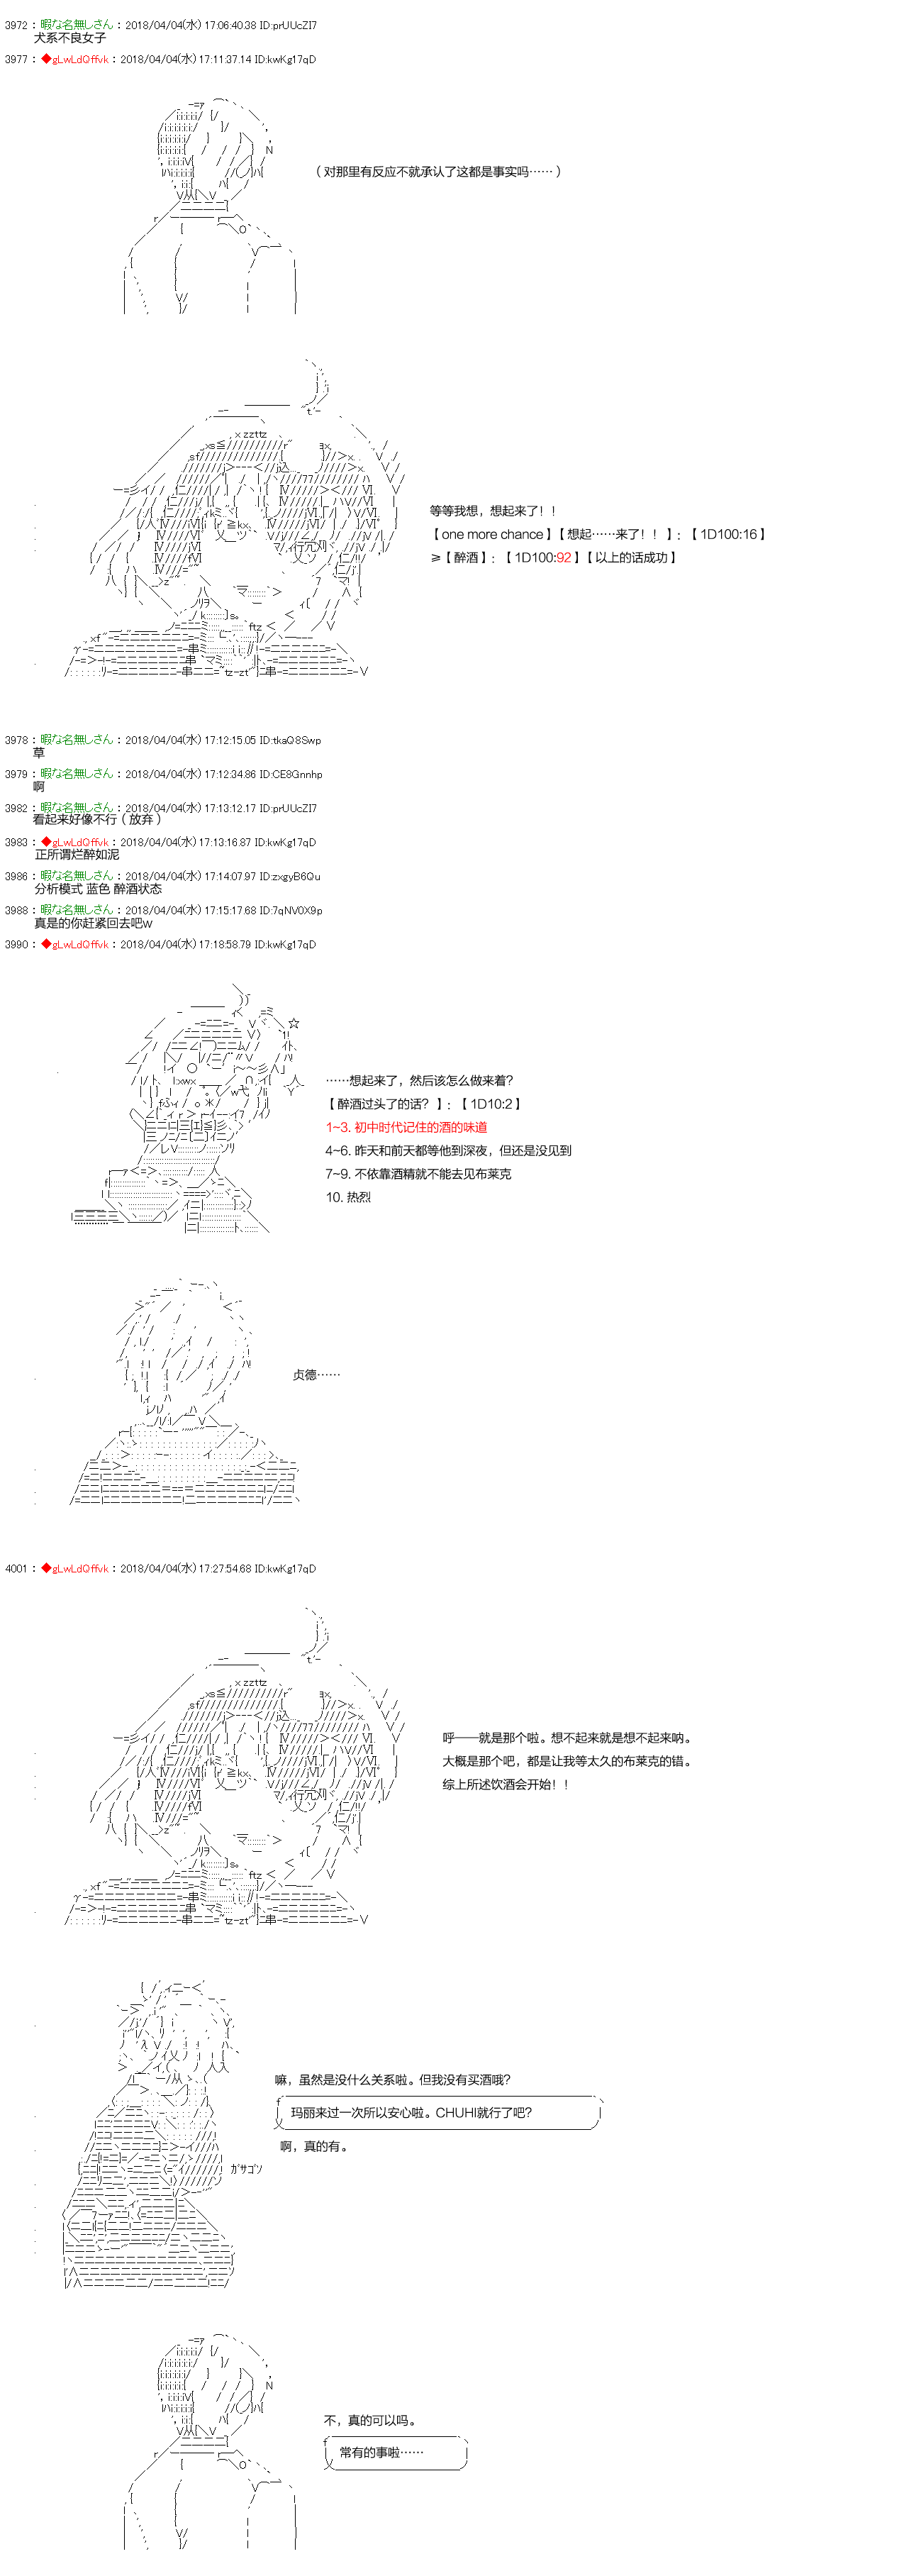 3972 : 暇な名無しさん : 2018/04/04(水) 17:06:40.38 ID:prUUcZI7
犬系不良女子
3977 : ◆gLwLdQffvk : 2018/04/04(水) 17:11:37.14 ID:kwKg17qD
（对那里有反应不就承认了这都是事实吗……）
等等我想，想起来了！！
【one more chance】【想起……来了！！】：【1D100:16】
≥【醉酒】：【1D100:92】【以上的话成功】
3978 : 暇な名無しさん : 2018/04/04(水) 17:12:15.05 ID:tkaQ8Swp
草
3979 : 暇な名無しさん : 2018/04/04(水) 17:12:34.86 ID:CE8Gnnhp
啊
3982 : 暇な名無しさん : 2018/04/04(水) 17:13:12.17 ID:prUUcZI7
看起来好像不行（放弃）
3983 : ◆gLwLdQffvk : 2018/04/04(水) 17:13:16.87 ID:kwKg17qD
正所谓烂醉如泥
3986 : 暇な名無しさん : 2018/04/04(水) 17:14:07.97 ID:zxgyB6Qu
分析模式 蓝色 醉酒状态
3988 : 暇な名無しさん : 2018/04/04(水) 17:15:17.68 ID:7qNV0X9p
真是的你赶紧回去吧w
3990 : ◆gLwLdQffvk : 2018/04/04(水) 17:18:58.79 ID:kwKg17qD
……想起来了，然后该怎么做来着？
【醉酒过头了的话？】：【1D10:2】
1~3. 初中时代记住的酒的味道
4~6. 昨天和前天都等他到深夜，但还是没见到
7~9. 不依靠酒精就不能去见布莱克
10. 热烈
贞德……
4001 : ◆gLwLdQffvk : 2018/04/04(水) 17:27:54.68 ID:kwKg17qD
呼——就是那个啦。想不起来就是想不起来呐。
大概是那个吧，都是让我等太久的布莱克的错。
综上所述饮酒会开始！！
嘛，虽然是没什么关系啦。但我没有买酒哦？
玛丽来过一次所以安心啦。CHUHI就行了吧？
啊，真的有。
ｶﾞｻｺﾞｿ
不，真的可以吗。
常有的事啦……